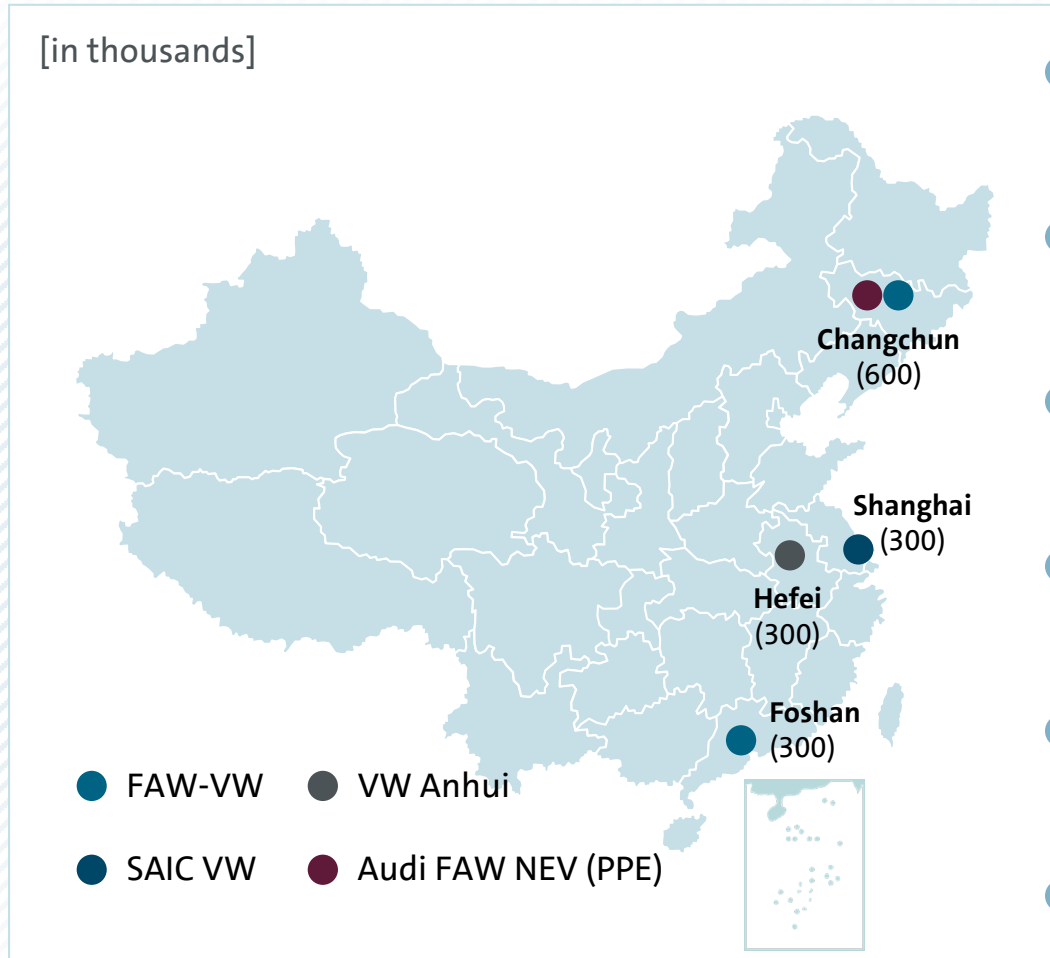 [in thousands]
Changchun
(600)
Shanghai
(300)
Hefei
(300)
Foshan
(300)
FAW-VW
VW Anhui
SAIC VW
Audi FAW NEV (PPE)